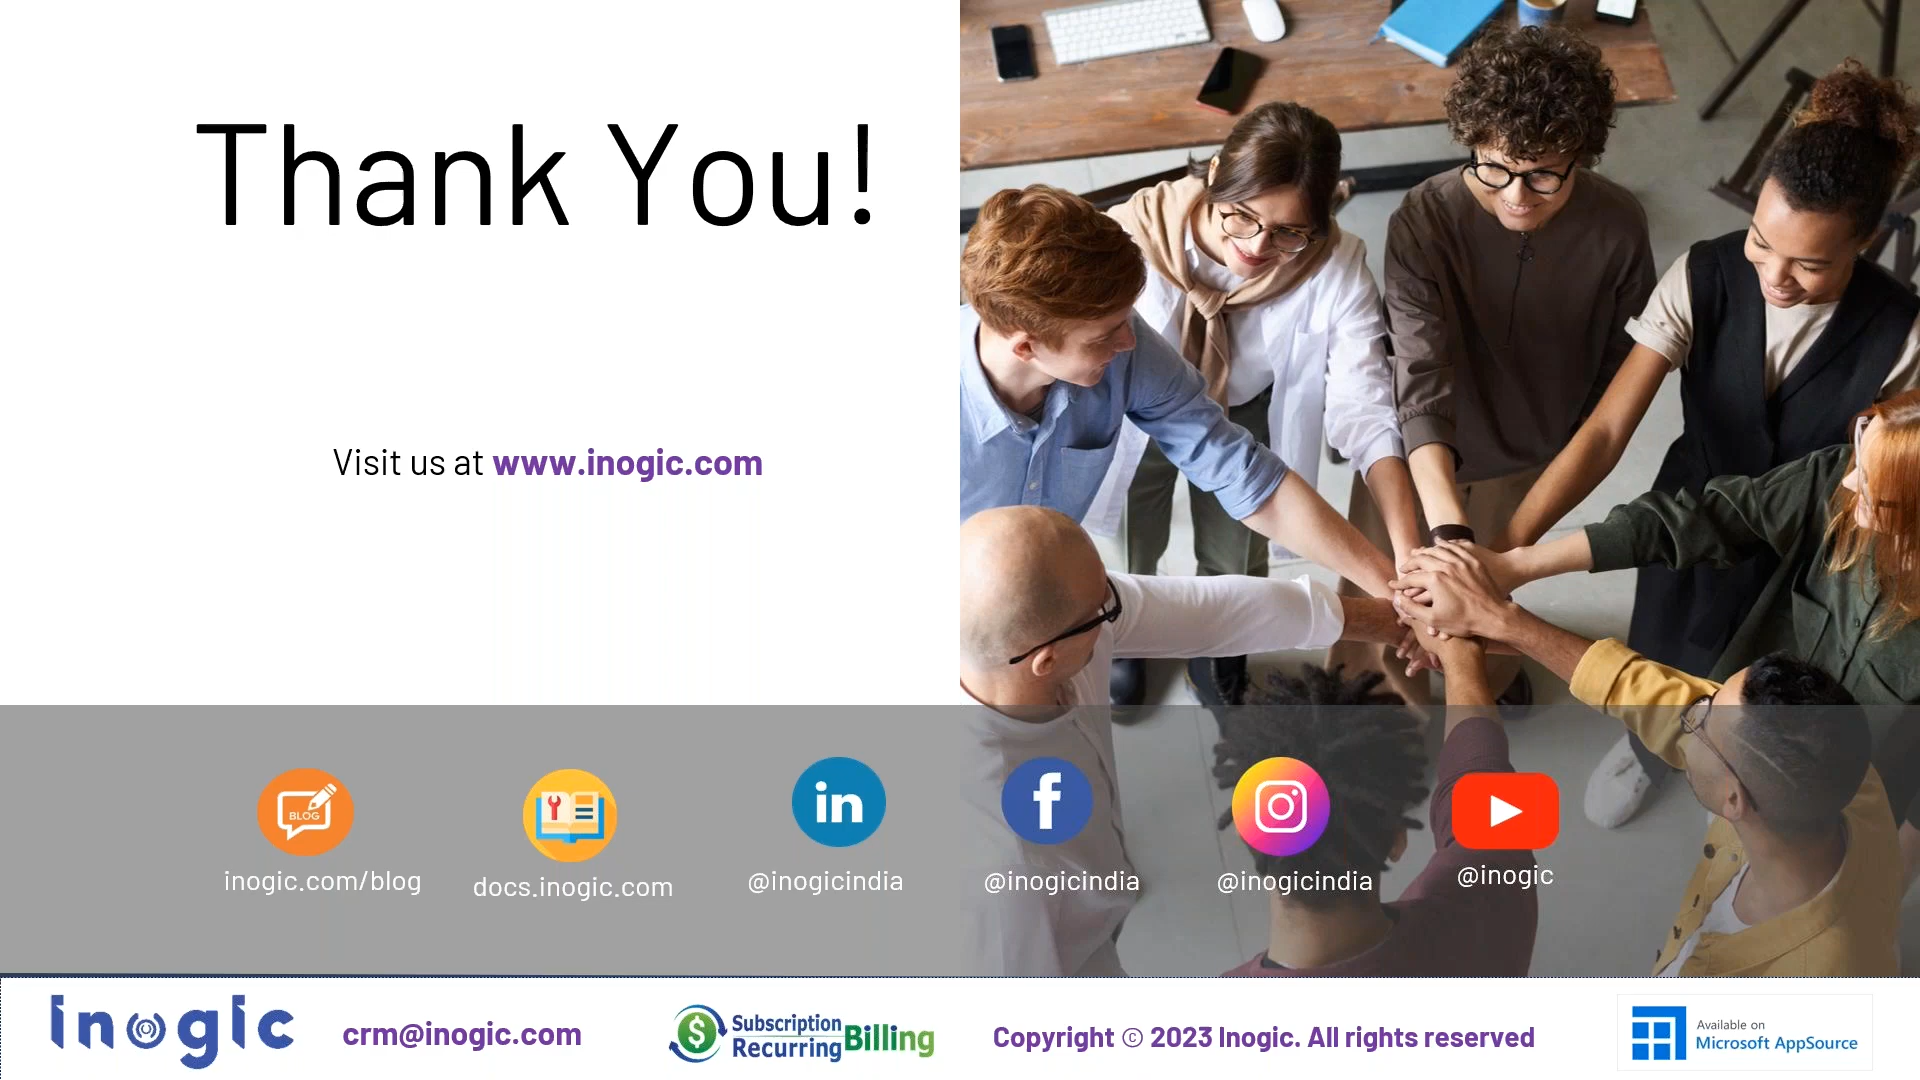 Thank You!
Visit us at www.inogic.com
BLOG
inogic.com/blog
docs.inogic.com
in
@inogicindia
f
@inogicindia
@inogicindia
@inogic
inogic
crm@inogic.com
$
Subscription
Recurring Billing
Copyright © 2023 Inogic. All rights reserved
Available on
Microsoft AppSource